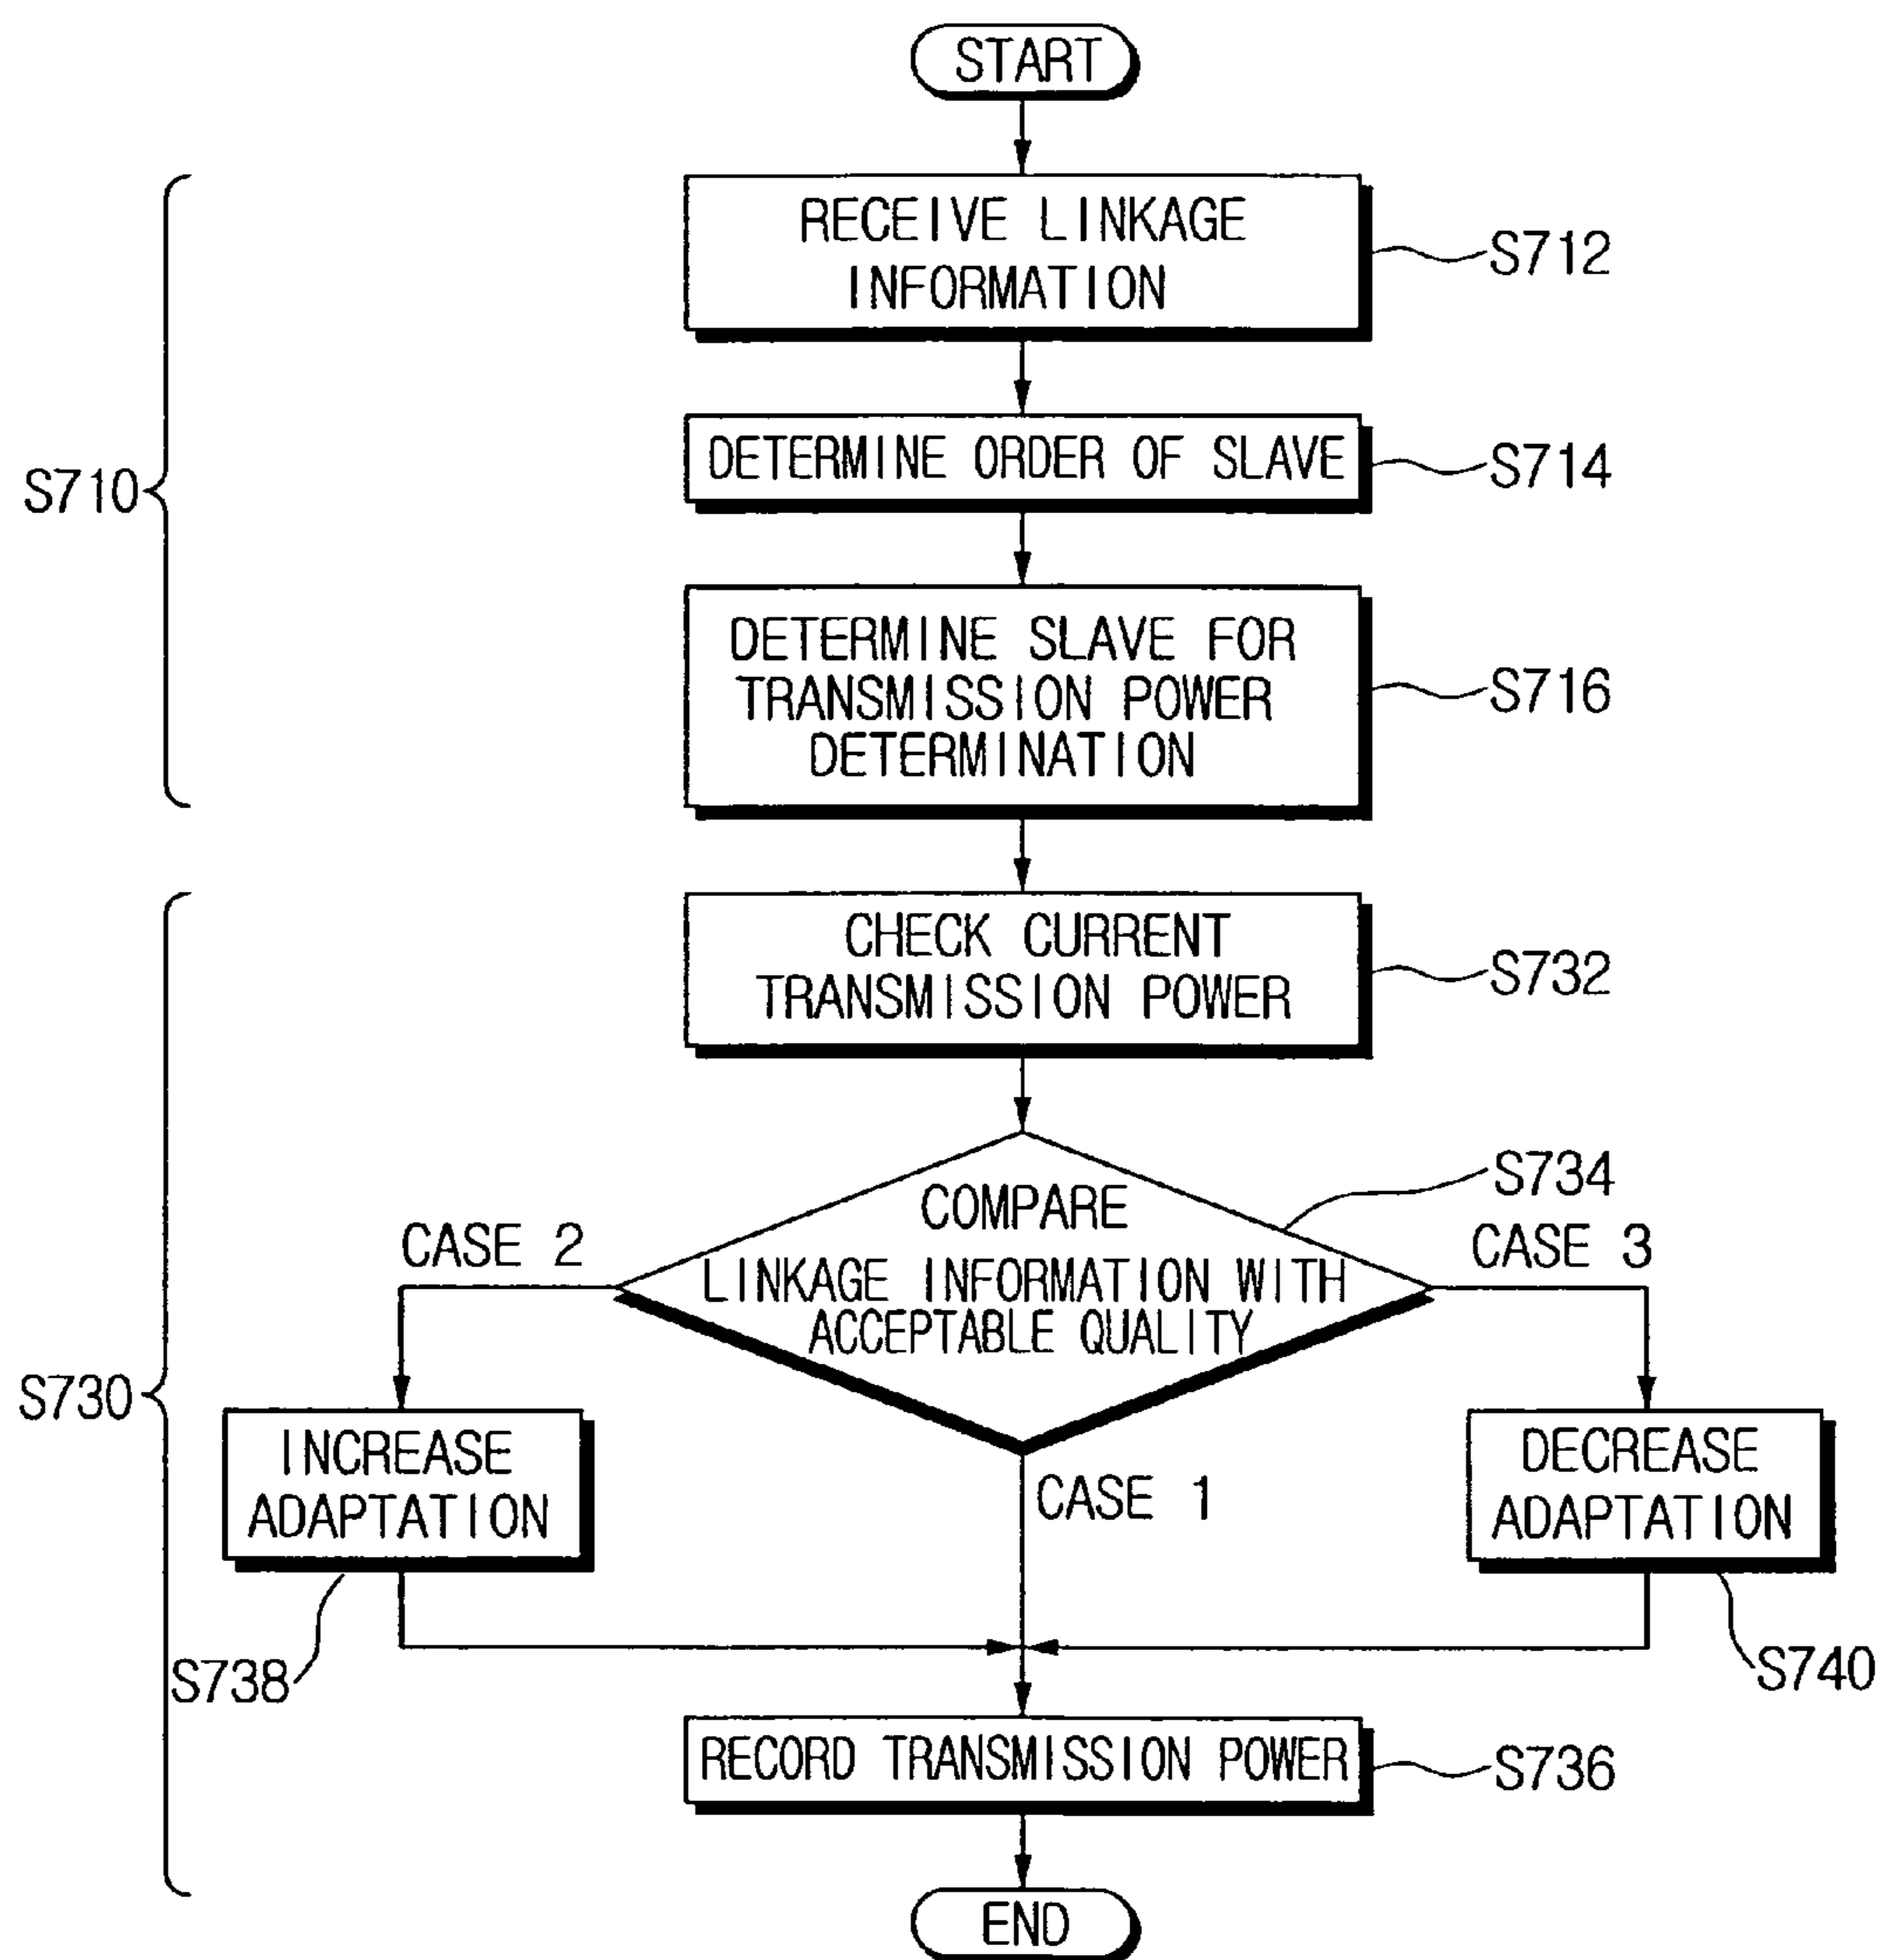 START
RECEIVE LINKAGE
INFORMATION
S712
DETERMINE ORDER OF SLAVE
S714
S710
DETERMINE SLAVE FOR
TRANSMISSION POWER
DETERMINATION
S716
CHECK CURRENT
TRANSMISSION POWER
S732
S734
COMPARE
LINKAGE INFORMATION WITH
ACCEPTABLE QUALITY
CASE 2
CASE 3
S730
INCREASE
ADAPTATION
CASE 1
DECREASE
ADAPTATION
S738
S740
RECORD TRANSMISSION POWER
S736
END